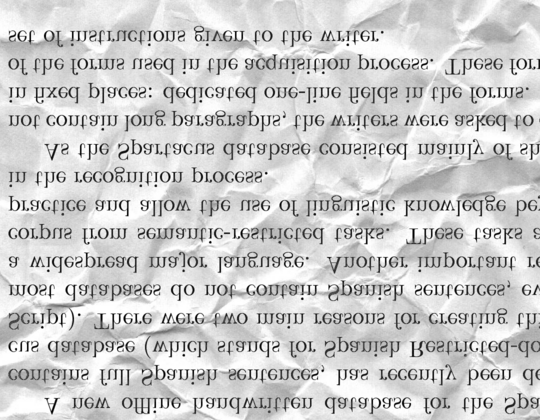 A new offline handwritten database for the Spa
contains full Spanish sentences, has recently been de
cus database (which stands for Spanish Restricted-do
Script). There were two main reasons for creating thi
most databases do not contain Spanish sentences, ev
a widespread major language. Another important re
corpus from semantic-restricted tasks. These tasks a
practice and allow the use of linguistic knowledge bey
in the recognition process.
As the Spartacus database consisted mainly of sh
not contain long paragraphs, the writers were asked to c
in fixed places: dedicated one-line fields in the forms.
of the forms used in the acquisition process. These form
set of instructions given to the writer.